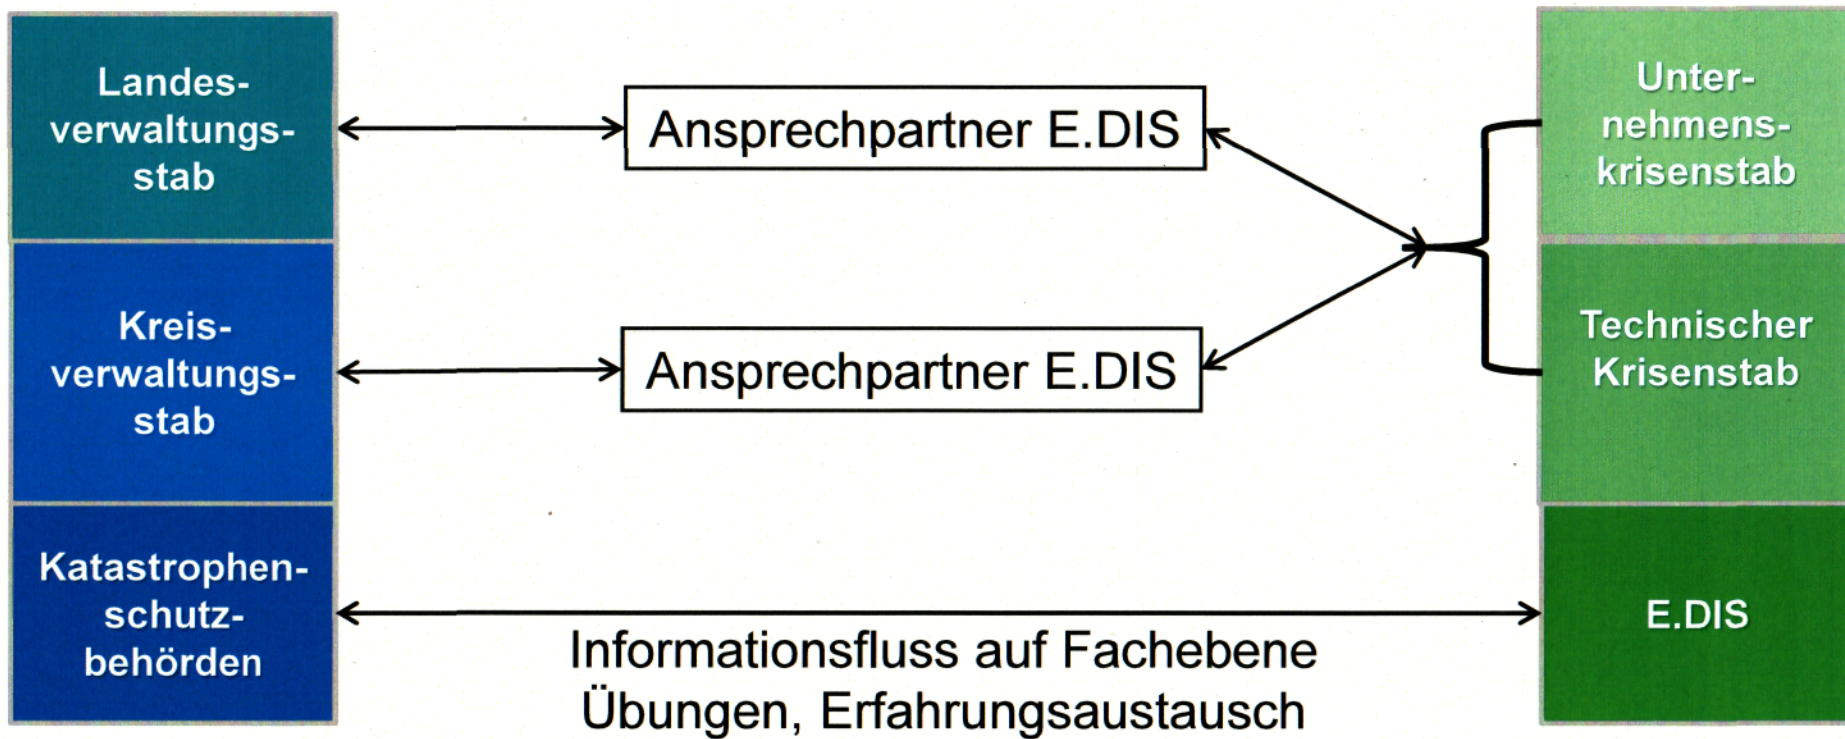 Landes-
verwaltungs-
stab
Ansprechpartner E.DIS
Unter-
nehmens-
krisenstab
Kreis-
verwaltungs-
stab
Ansprechpartner E.DIS
Technischer
Krisenstab
Katastrophen-
schutz-
behörden
Informationsfluss auf Fachebene
Übungen, Erfahrungsaustausch
E.DIS